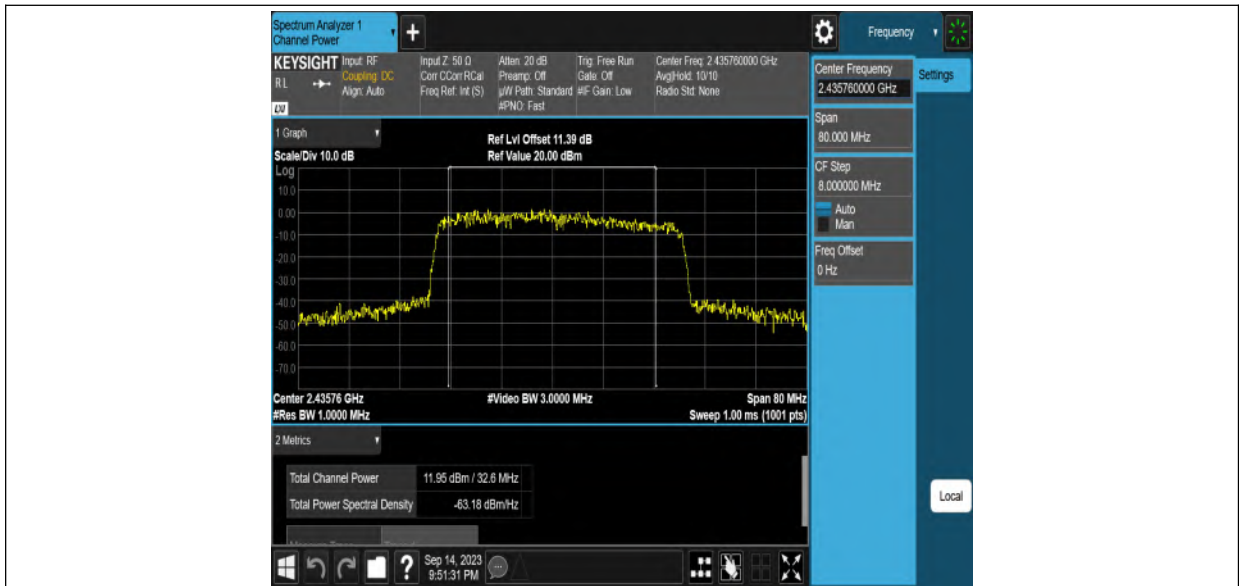 Spectrum Analyzer 1
Channel Power
+
Frequency
KEYSIGHT
R L
LXI
Input: RF
Coupling: DC
Align: Auto
Input Z: 50 Ω
Corr CCorr RCal
Freq Ref: Int (S)
Atten: 20 dB
Preamp: Off
µW Path: Standard
#PNO: Fast
Trig: Free Run
Gate: Off
#IF Gain: Low
Center Freq: 2.435760000 GHz
Avg|Hold: 10/10
Radio Std: None
Center Frequency
2.435760000 GHz
Settings
Span
80.000 MHz
CF Step
8.000000 MHz
Auto
Man
Freq Offset
0 Hz
Local
1 Graph
Scale/Div 10.0 dB
Ref Lvl Offset 11.39 dB
Ref Value 20.00 dBm
Log
10.0
0.00
-10.0
-20.0
-30.0
-40.0
-50.0
-60.0
-70.0
Center 2.43576 GHz
#Res BW 1.0000 MHz
#Video BW 3.0000 MHz
Span 80 MHz
Sweep 1.00 ms (1001 pts)
2 Metrics
Total Channel Power 11.95 dBm / 32.6 MHz
Total Power Spectral Density -63.18 dBm/Hz
?
Sep 14, 2023
9:51:31 PM